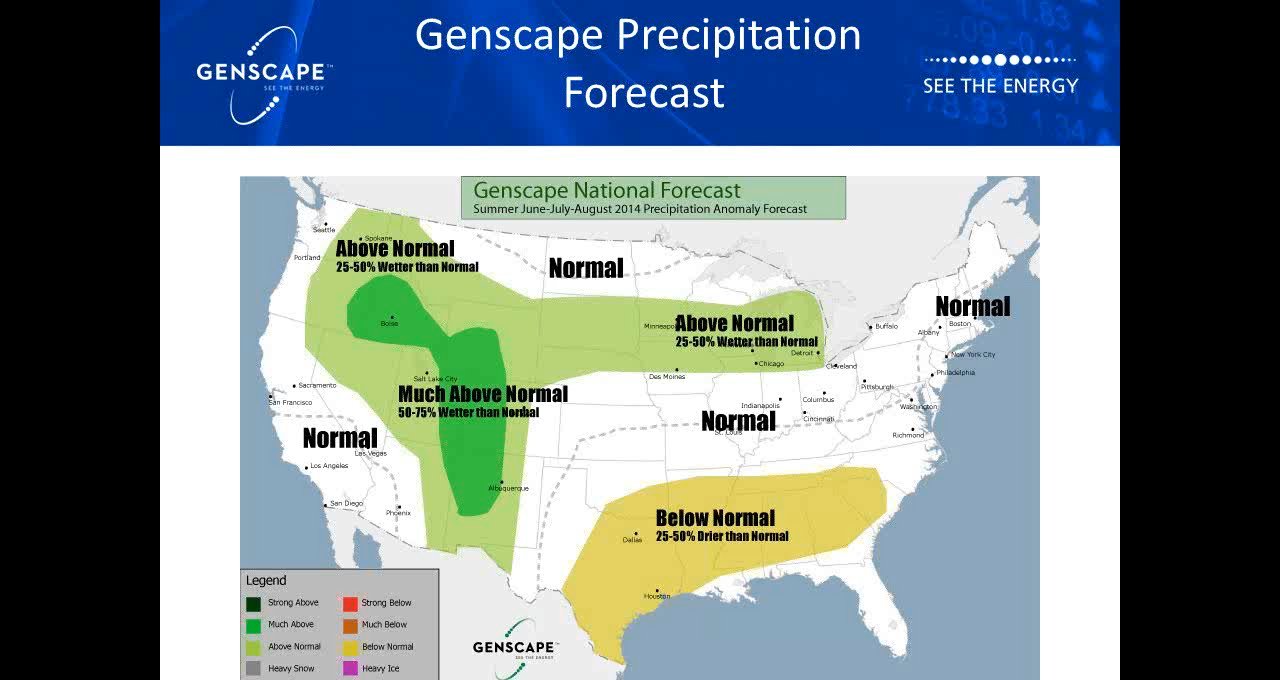 Genscape Precipitation
Forecast
GENSCAPE™
SEE THE ENERGY
SEE THE ENERGY
Genscape National Forecast
Summer June-July-August 2014 Precipitation Anomaly Forecast
Seattle
Spokane
Portland
Above Normal
25-50% Wetter than Normal
Normal
Normal
Boise
Minneapo
Above Normal
25-50% Wetter than Normal
Buffalo
Albany
Boston
Detroit
Chicago
Cleveland
New York City
Philadelphia
Salt Lake City
Des Moines
Pittsburgh
Sacramento
San Francisco
Much Above Normal
50-75% Wetter than Normal
Indianapolis
Columbus
Cincinnati
Washington
Normal
Las Vegas
Normal
St. Louis
Richmond
Los Angeles
San Diego
Phoenix
Albuquerque
Below Normal
25-50% Drier than Normal
Dallas
Houston
Legend
Strong Above
Strong Below
Much Above
Much Below
Above Normal
Below Normal
Heavy Snow
Heavy Ice
GENSCAPE™
SEE THE ENERGY